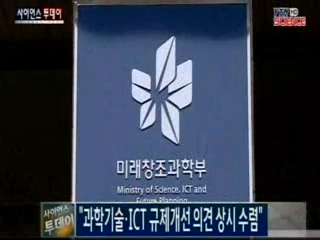 사이언스 투데이
YTN HD
SCIENCE
미래창조과학부
Ministry of Science, ICT and
Future Planning
사이언스
투데이
"과학기술·ICT 규제개선 의견 상시 수렴"